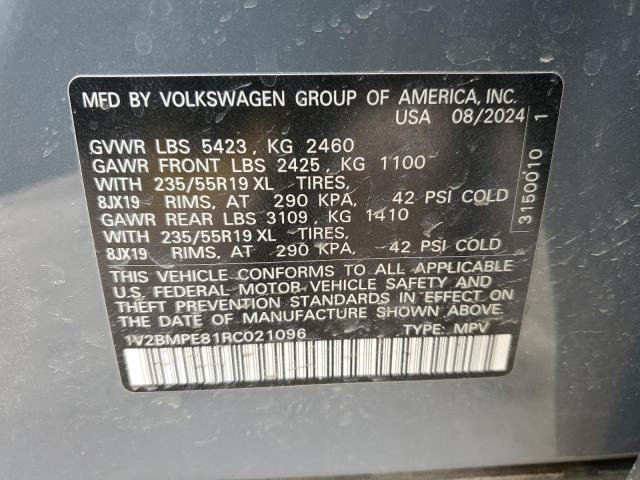 MFD BY VOLKSWAGEN GROUP OF AMERICA, INC.
USA 08/2024
GVWR LBS 5423, KG 2460
GAWR FRONT LBS 2425, KG 1100
WITH 235/55R19 XL TIRES,
8JX19 RIMS, AT 290 KPA, 42 PSI COLD
GAWR REAR LBS 3109, KG 1410
WITH 235/55R19 XL TIRES,
8JX19 RIMS, AT 290 KPA, 42 PSI COLD
THIS VEHICLE CONFORMS TO ALL APPLICABLE
U.S. FEDERAL MOTOR VEHICLE SAFETY AND
THEFT PREVENTION STANDARDS IN EFFECT ON
THE DATE OF MANUFACTURE SHOWN ABOVE.
1V2BMPE81RC021096 TYPE: MPV
3150010 1